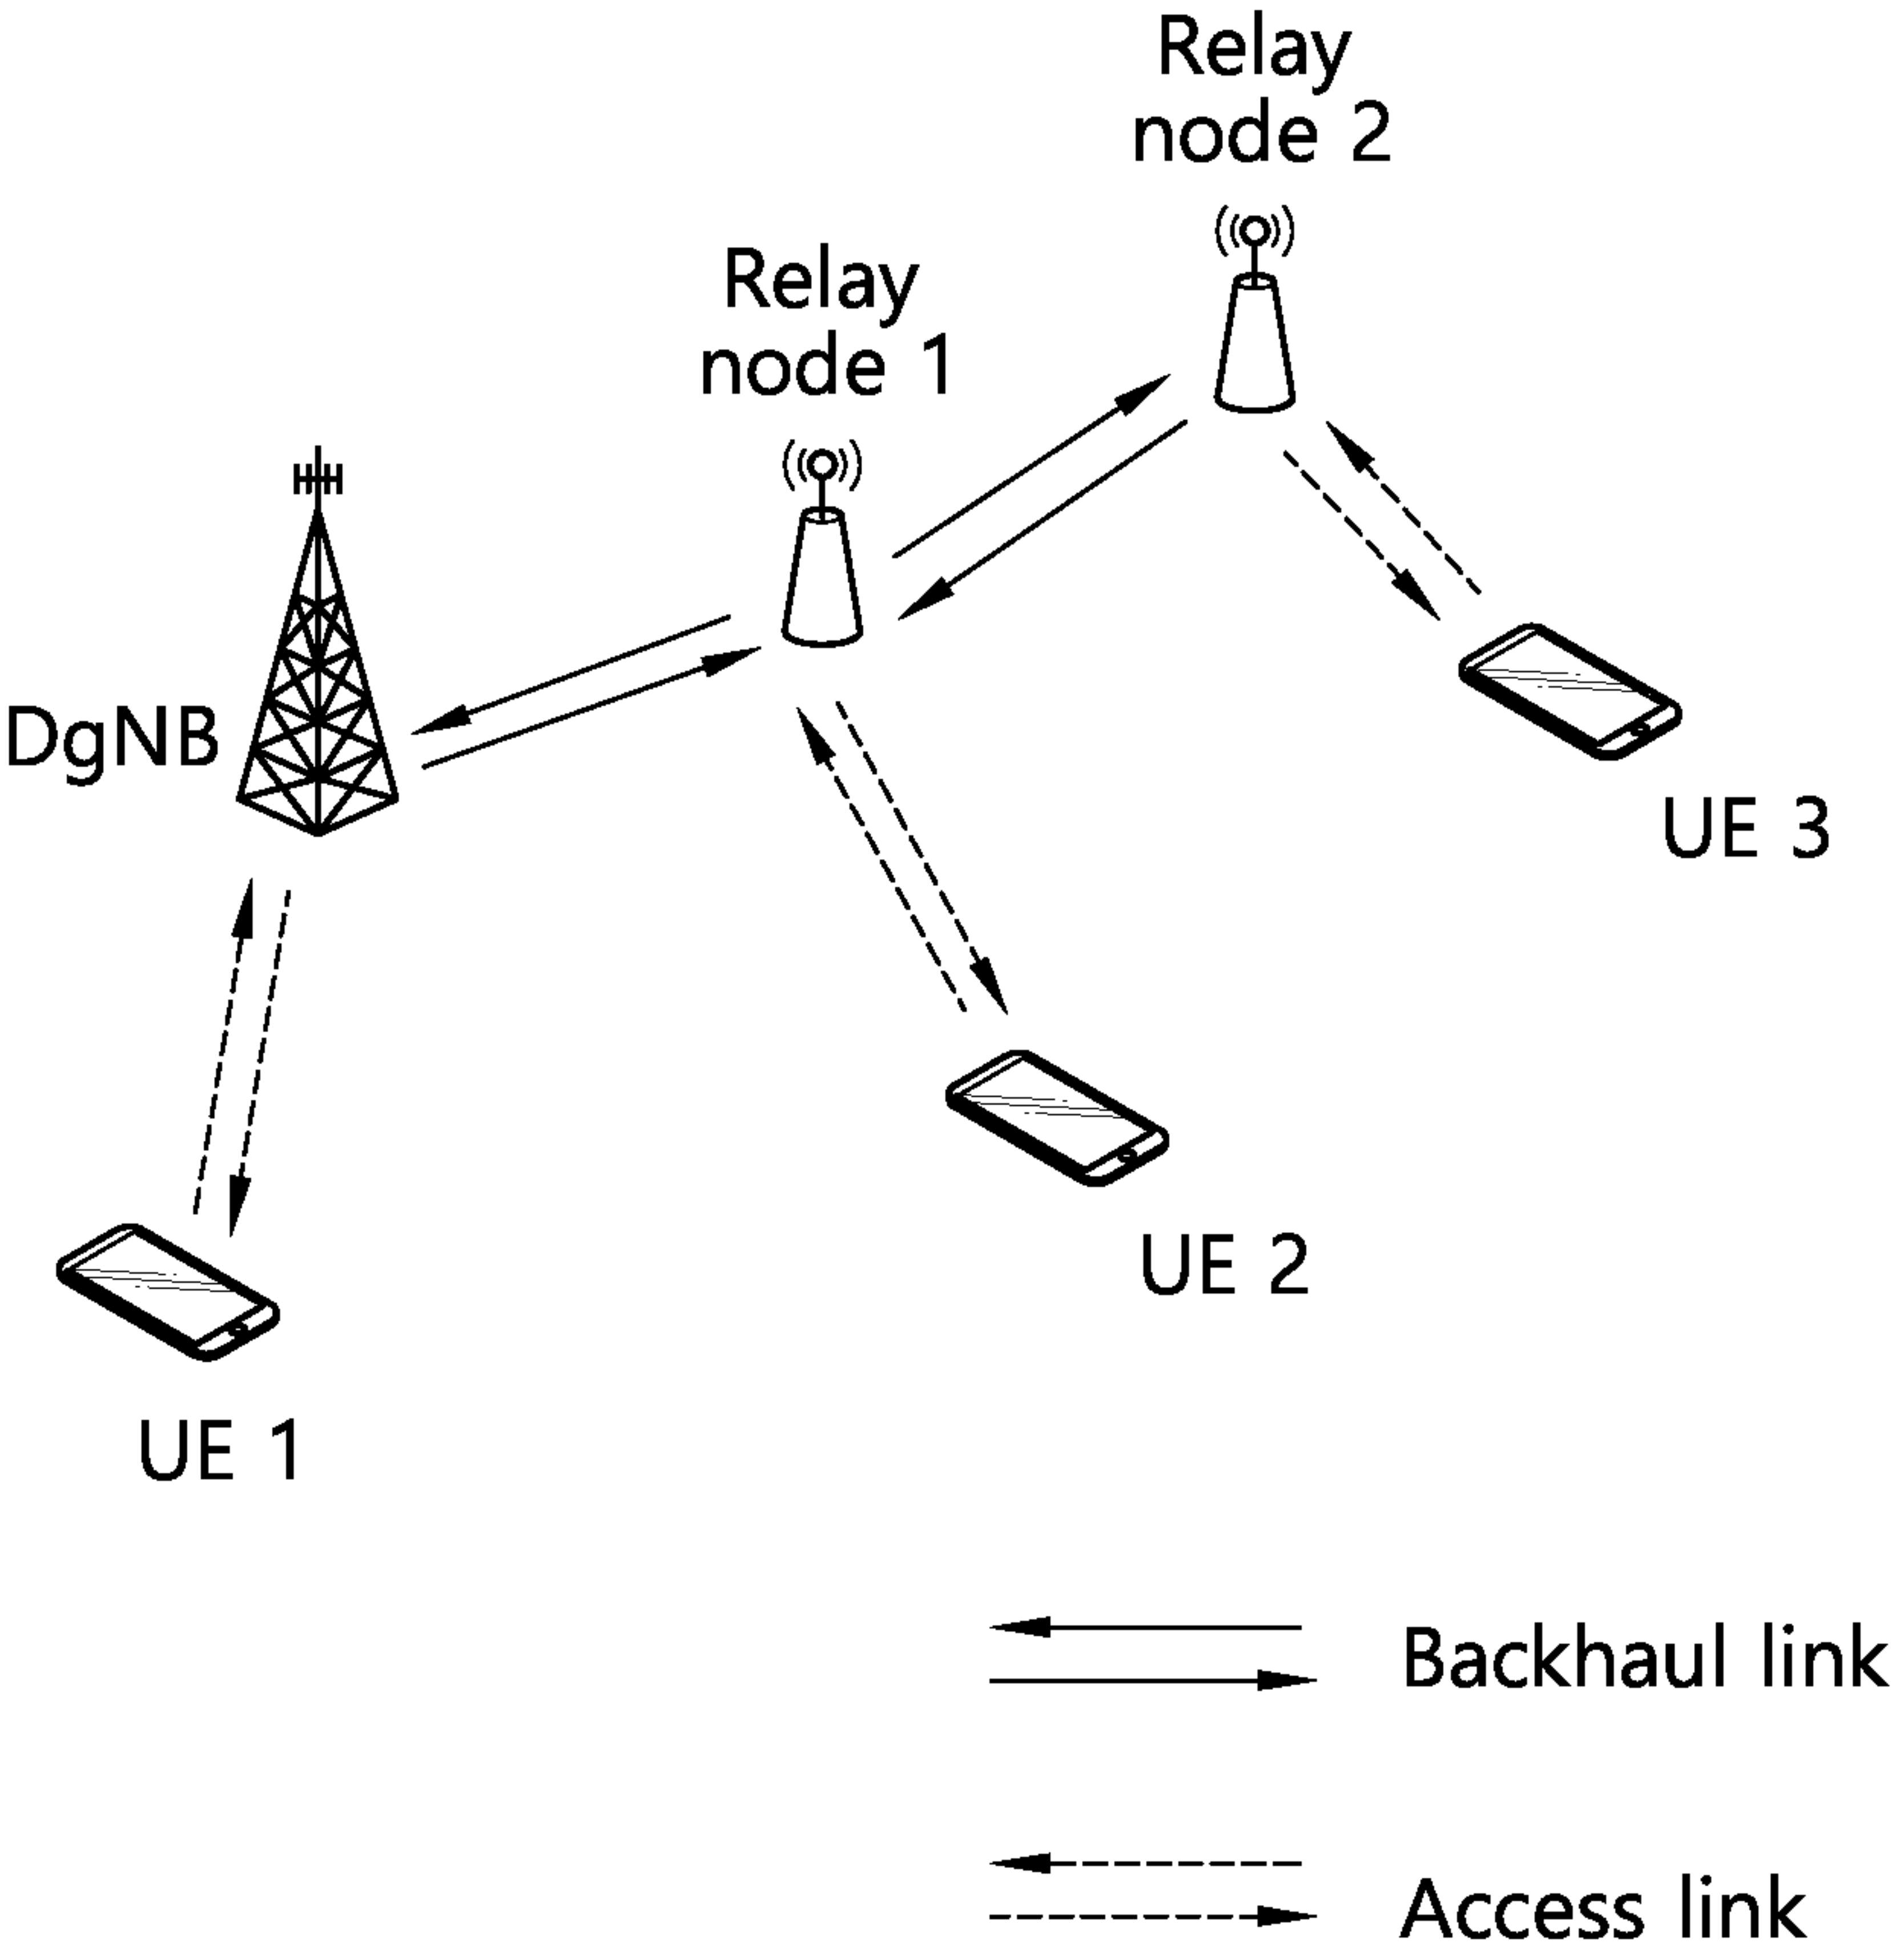 Relay
node 2
Relay
node 1
DgNB
UE 3
UE 2
UE 1
Backhaul link
Access link